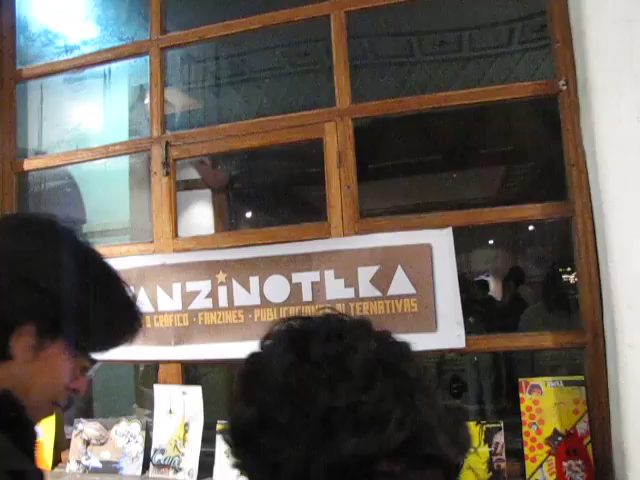 ANZiNOTEKA
O GRÁFICO · FANZINES · PUBLICACIONES ALTERNATIVAS